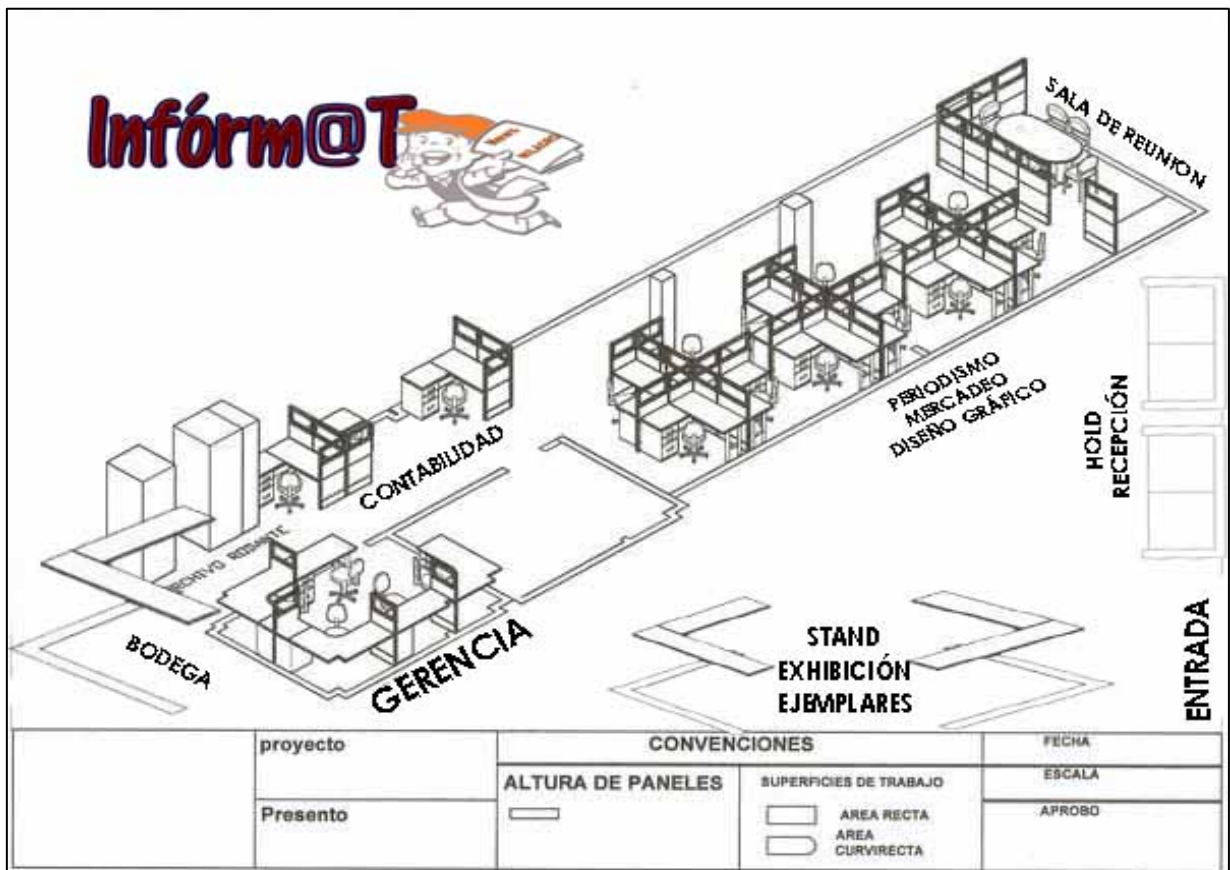 Infórm@T
SALA DE REUNION
PERIODISMO
MERCADEO
DISEÑO GRÁFICO
HOLD
RECEPCIÓN
CONTABILIDAD
ARCHIVO RODANTE
BODEGA
GERENCIA
STAND
EXHIBICIÓN
EJEMPLARES
ENTRADA
proyecto
Presento
CONVENCIONES
ALTURA DE PANELES
SUPERFICIES DE TRABAJO
AREA RECTA
AREA
CURVIRECTA
FECHA
ESCALA
APROBO